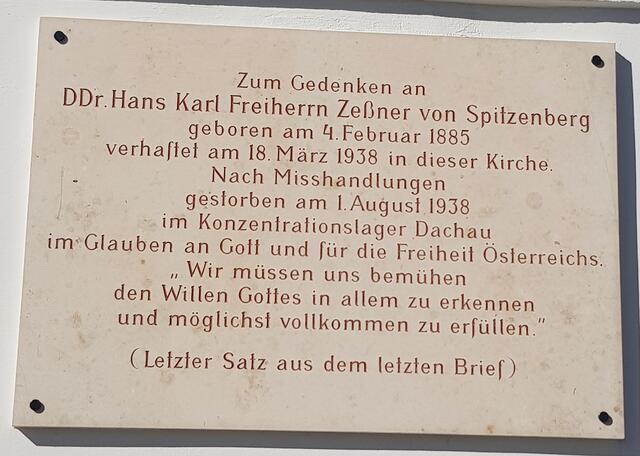 Zum Gedenken an
DDr. Hans Karl Freiherrn Zeßner von Spitzenberg
geboren am 4. Februar 1885
verhaftet am 18. März 1938 in dieser Kirche.
Nach Misshandlungen
gestorben am 1. August 1938
im Konzentrationslager Dachau
im Glauben an Gott und für die Freiheit Österreichs.
„Wir müssen uns bemühen
den Willen Gottes in allem zu erkennen
und möglichst vollkommen zu erfüllen."
(Letzter Satz aus dem letzten Brief)